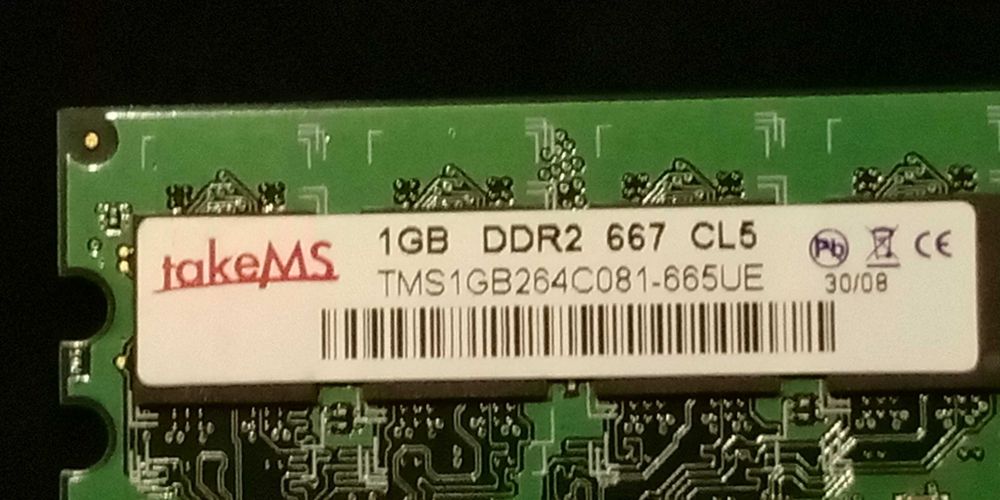 takeMS
1GB DDR2 667 CL5
TMS1GB264C081-665UE
Pb
CE
30/08